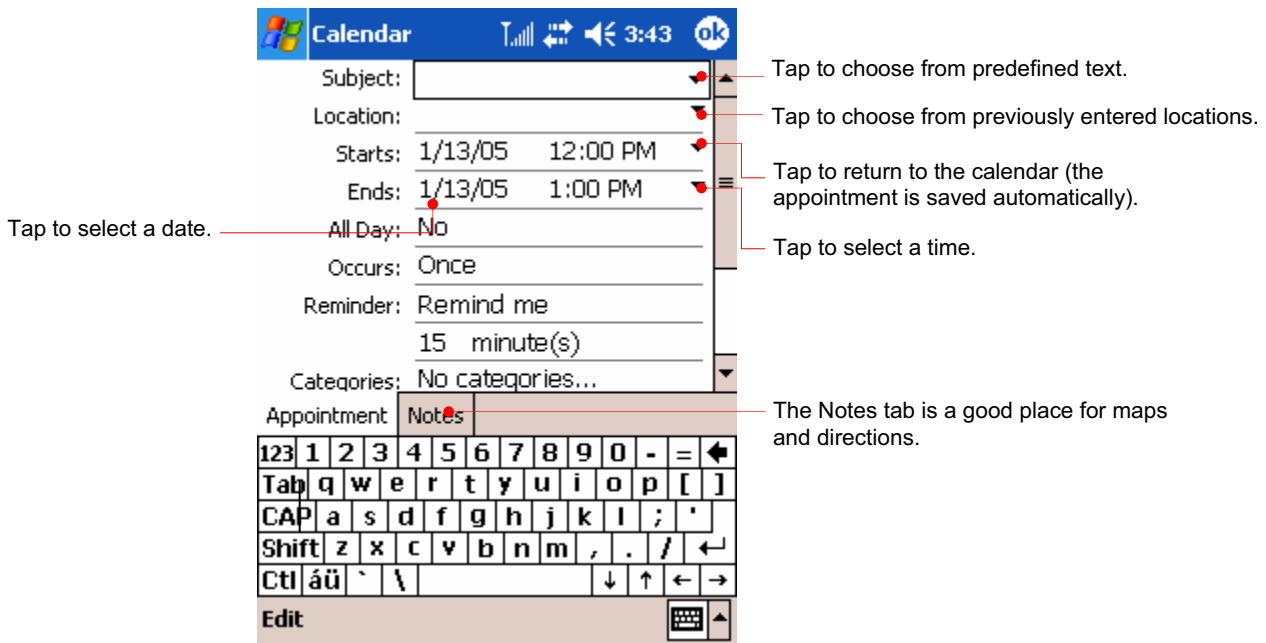 Calendar 3:43 ok
Subject:
Tap to choose from predefined text.
Location:
Tap to choose from previously entered locations.
Starts: 1/13/05 12:00 PM
Tap to return to the calendar (the
appointment is saved automatically).
Ends: 1/13/05 1:00 PM
Tap to select a date.
All Day: No
Tap to select a time.
Occurs: Once
Reminder: Remind me
15 minute(s)
Categories: No categories...
Appointment Notes
The Notes tab is a good place for maps
and directions.
123 1 2 3 4 5 6 7 8 9 0 - = 🡄
Tab q w e r t y u i o p [ ]
CAP a s d f g h j k l ; '
Shift z x c v b n m , . / ↵
Ctl áü ` \ ↓ ↑ ← →
Edit